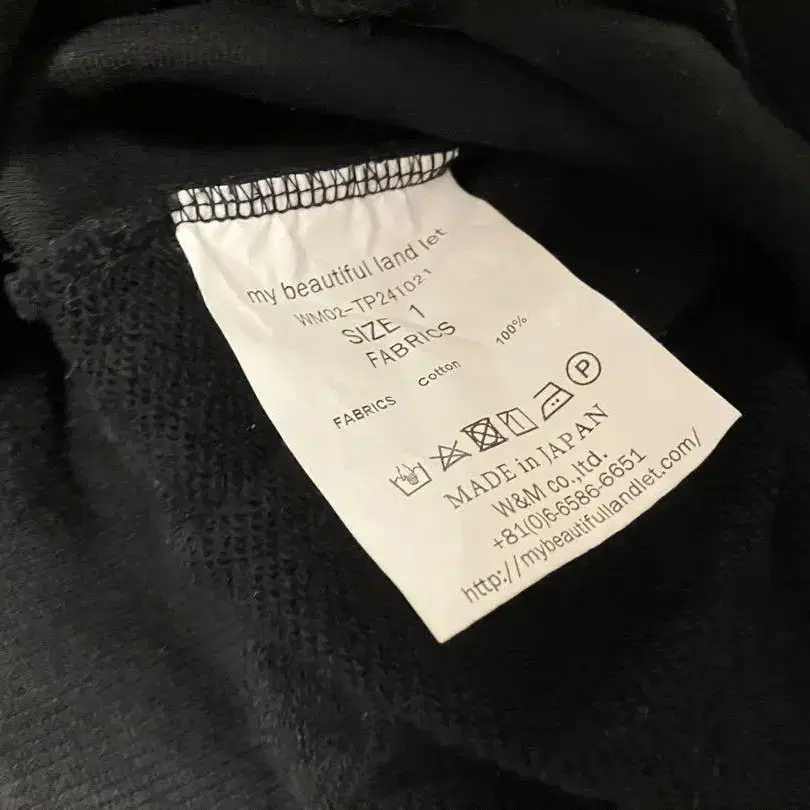 my beautiful land let
WM02-TP241021
SIZE 1
FABRICS
FABRICS cotton 100%
P
MADE in JAPAN
W&M co.,ltd.
+81(0)6-6586-6651
http://mybeautifullandlet.com/